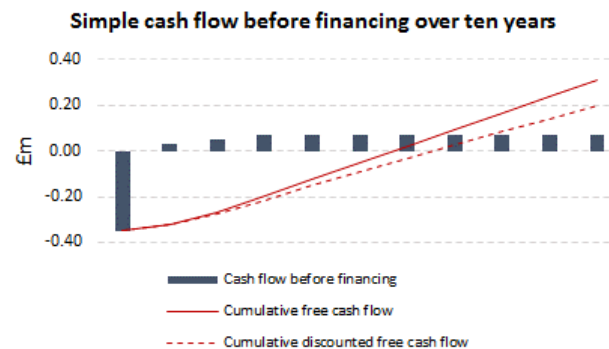 Simple cash flow before financing over ten years
0.40
0.20
0.00
-0.20
-0.40
£m
Cash flow before financing
Cumulative free cash flow
Cumulative discounted free cash flow